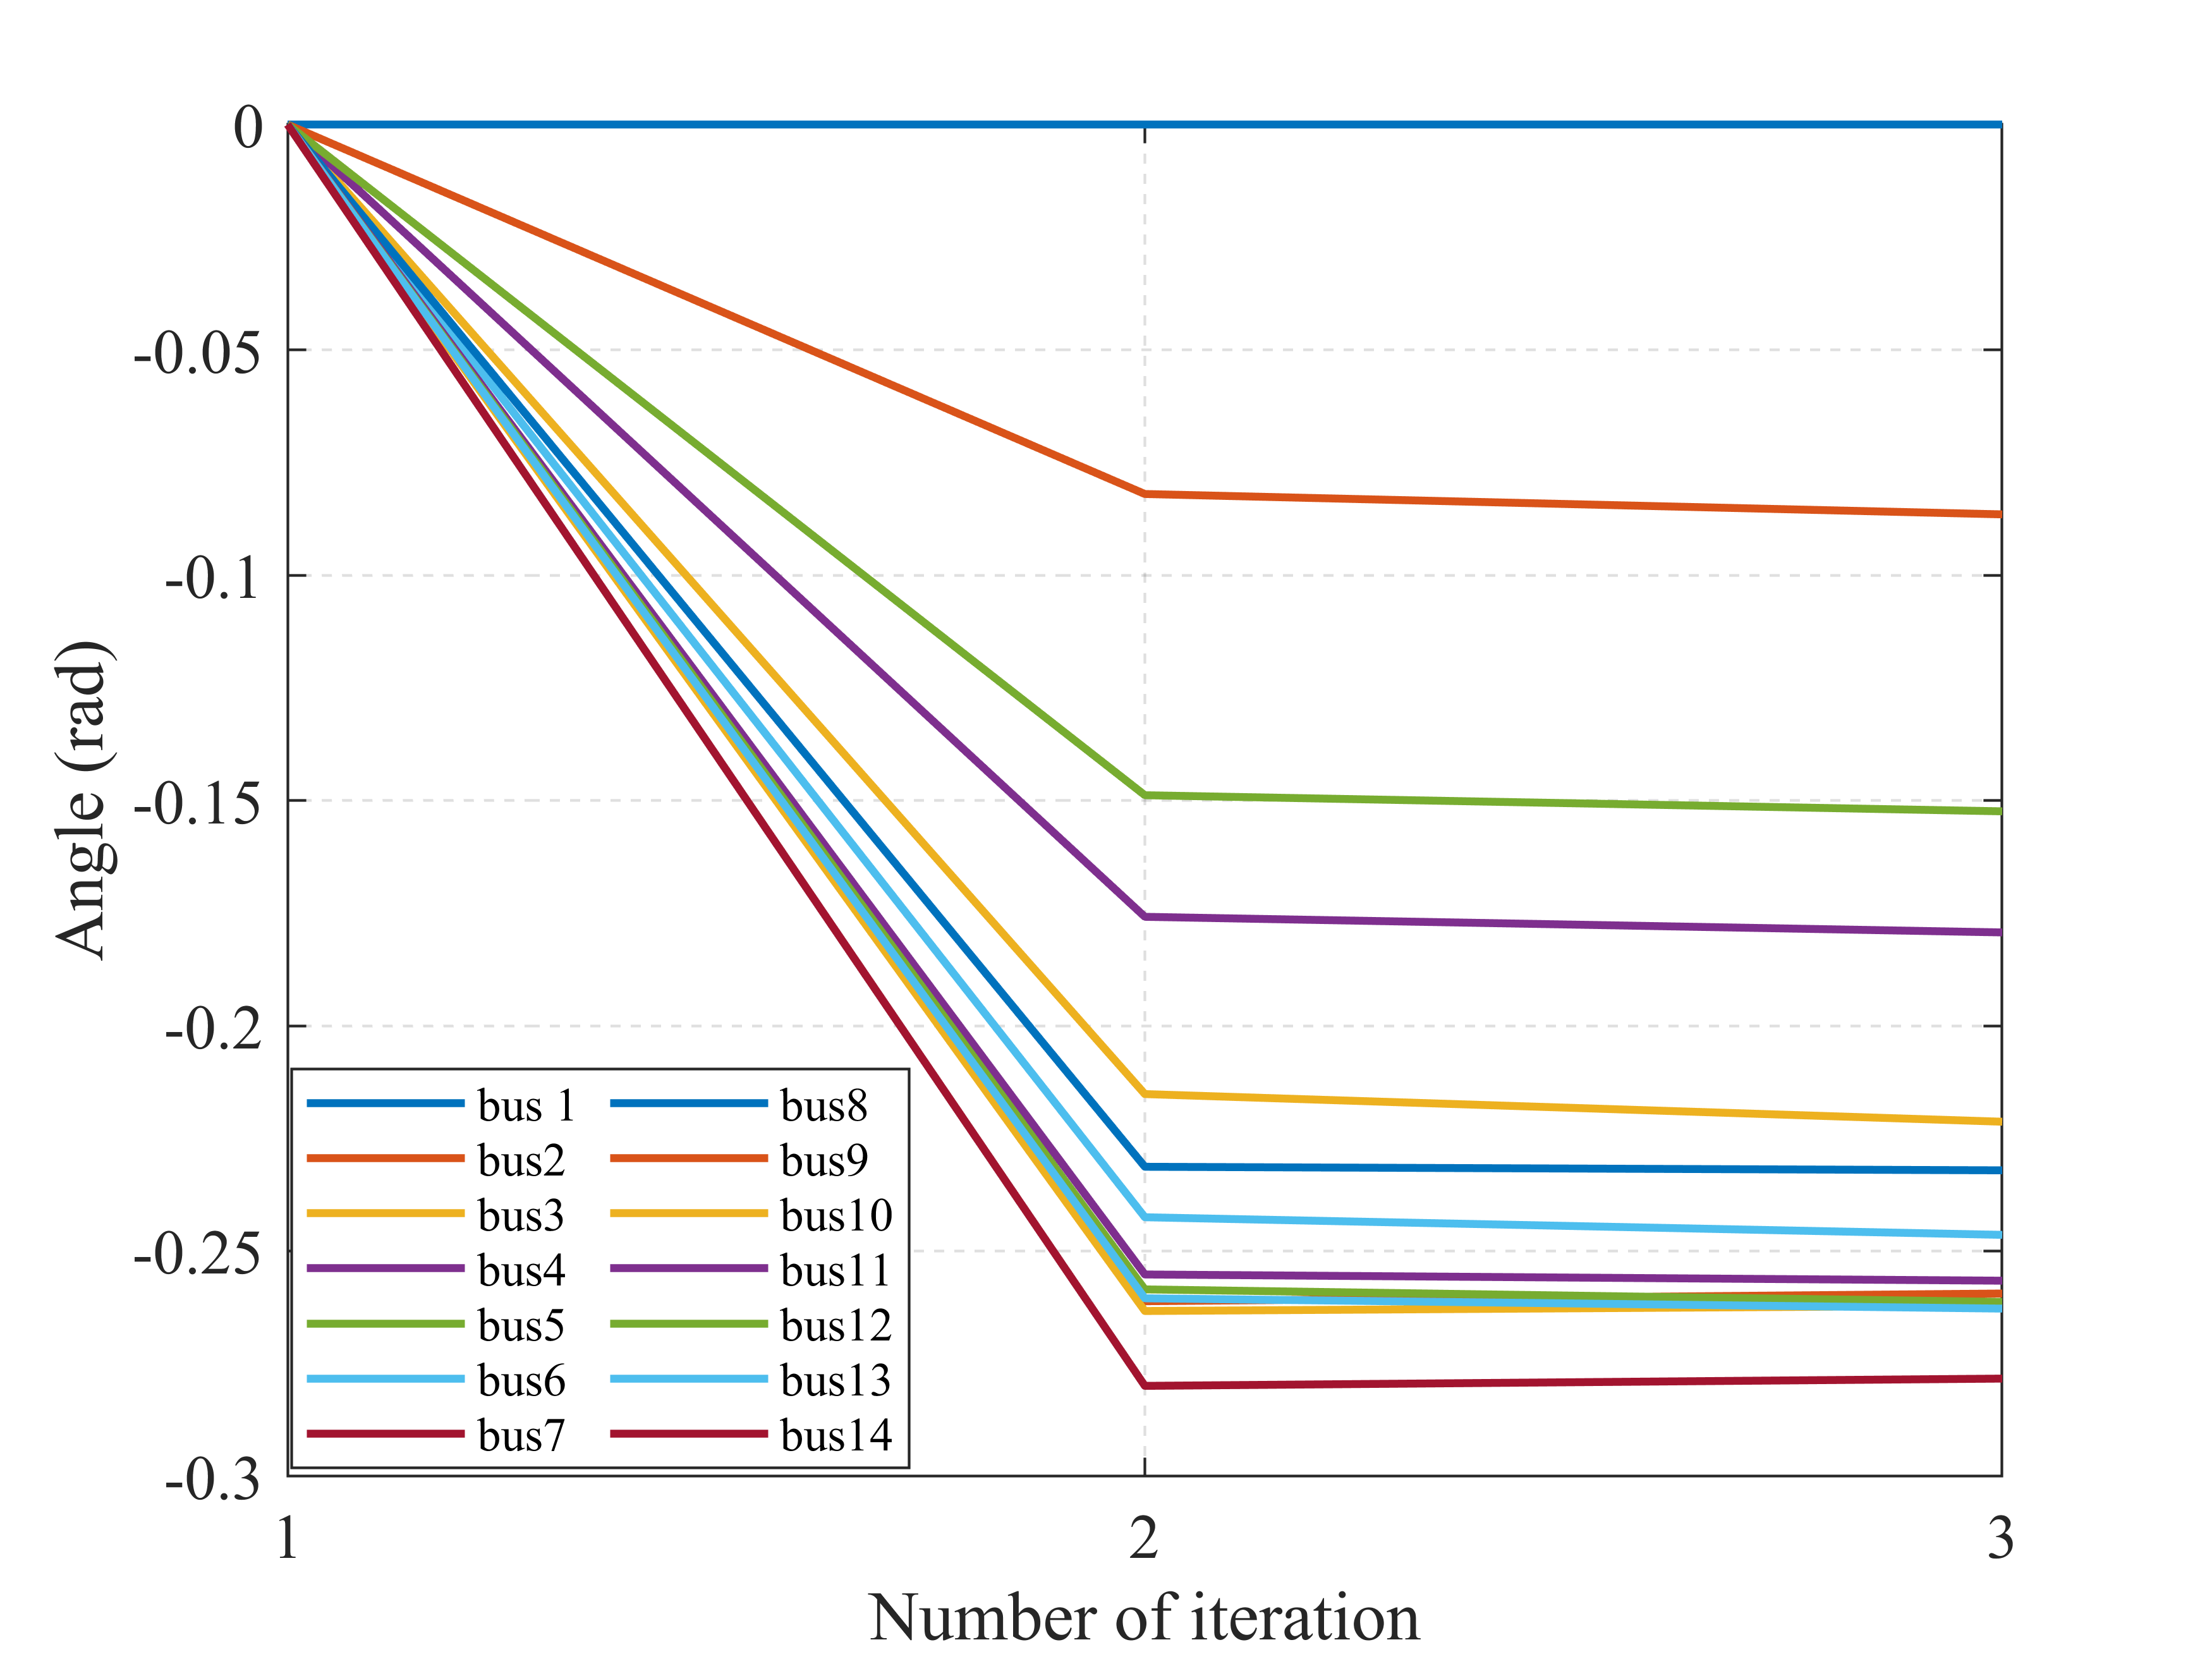 0
-0.05
-0.1
-0.15
-0.2
-0.25
-0.3
Angle (rad)
bus 1 bus8
bus2 bus9
bus3 bus10
bus4 bus11
bus5 bus12
bus6 bus13
bus7 bus14
1 2 3
Number of iteration